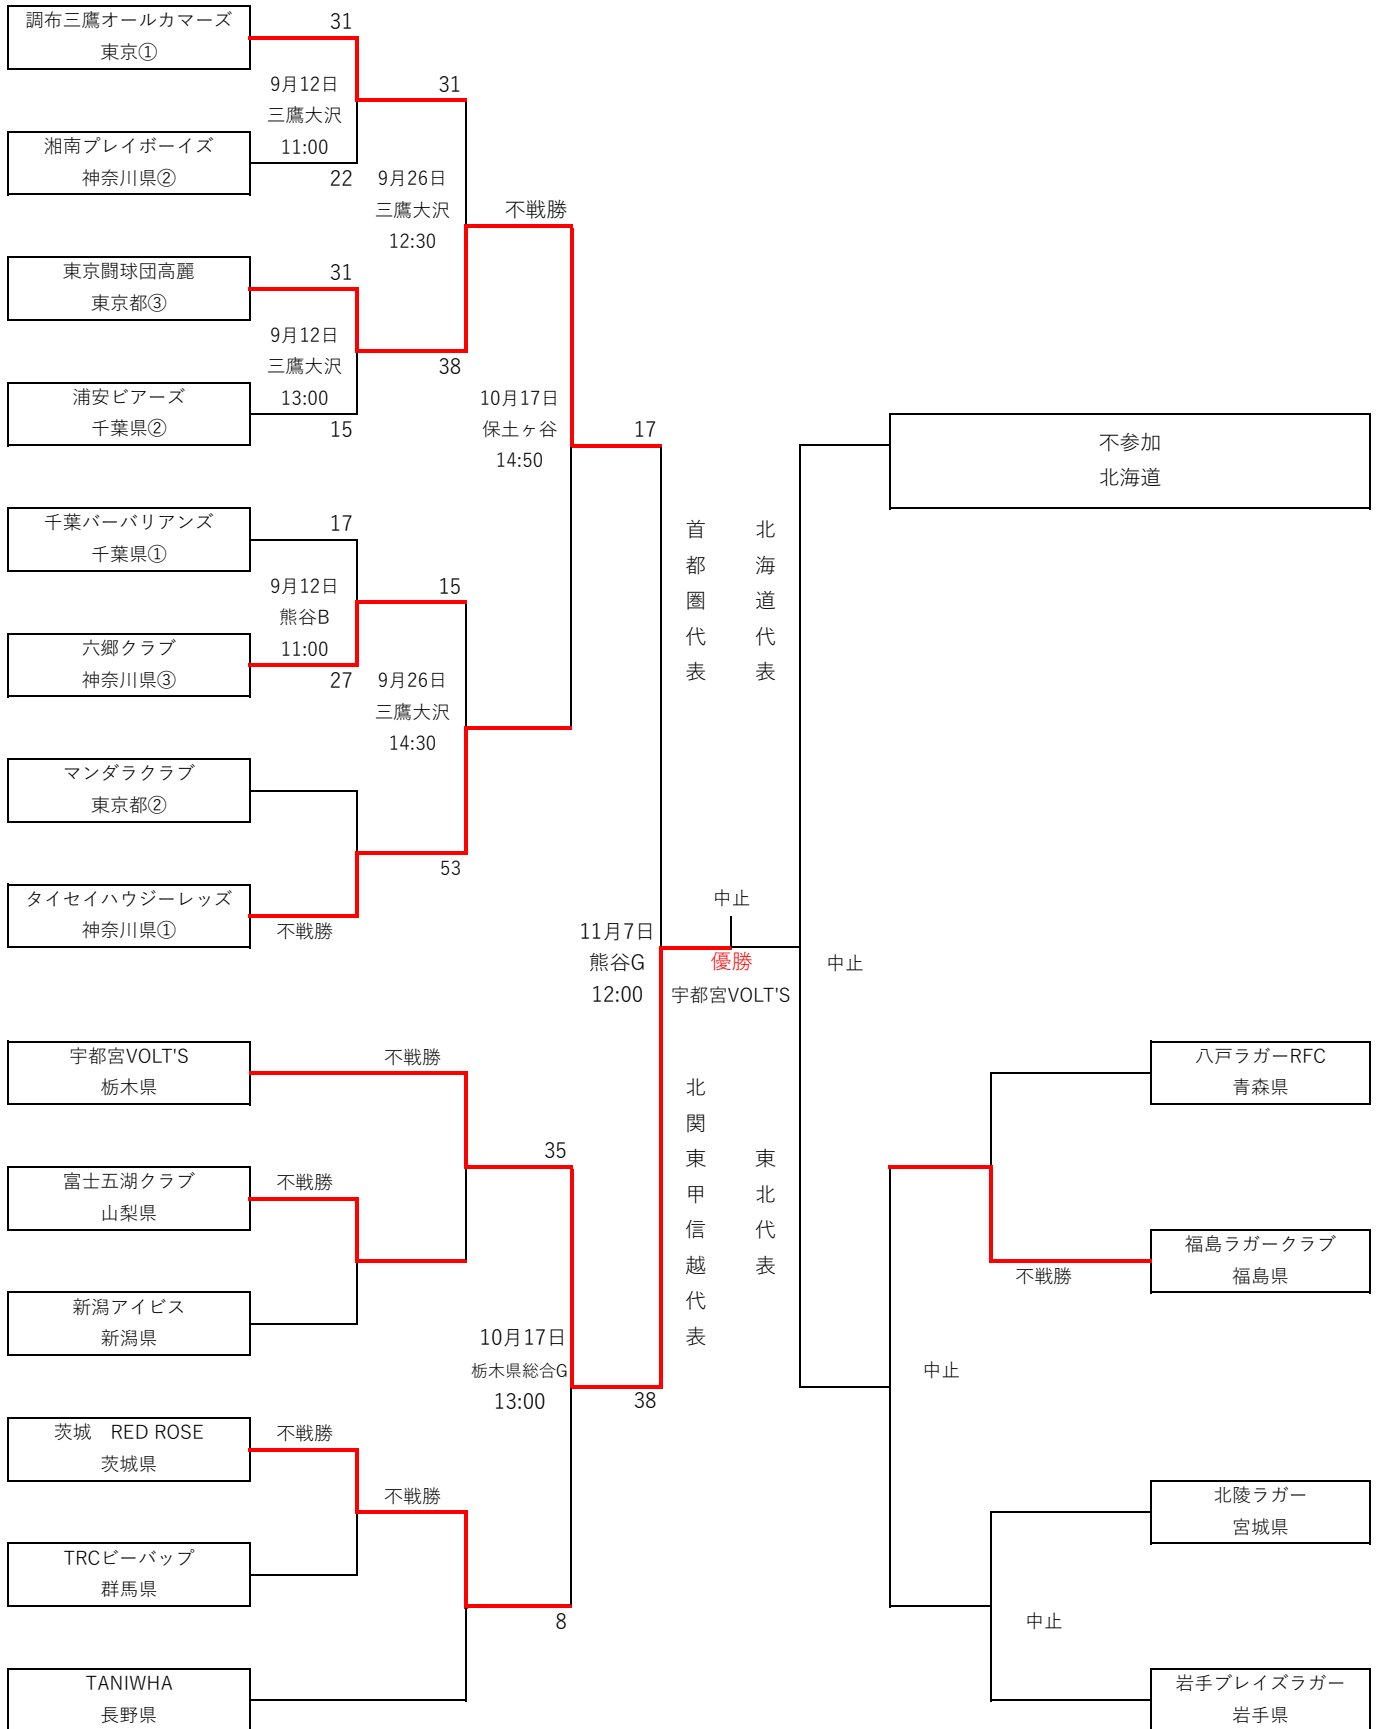 調布三鷹オールカマーズ
東京①
31
9月12日
三鷹大沢
11:00
31
湘南プレイボーイズ
神奈川県②
22
9月26日
三鷹大沢
12:30
不戦勝
東京闘球団高麗
東京都③
31
9月12日
三鷹大沢
13:00
38
浦安ビアーズ
千葉県②
15
10月17日
保土ヶ谷
14:50
17
不参加
北海道
千葉バーバリアンズ
千葉県①
17
9月12日
熊谷B
11:00
15
首都圏代表
北海道代表
六郷クラブ
神奈川県③
27
9月26日
三鷹大沢
14:30
マンダラクラブ
東京都②
53
タイセイハウジーレッズ
神奈川県①
不戦勝
11月7日
熊谷G
12:00
中止
優勝
宇都宮VOLT'S
中止
宇都宮VOLT'S
栃木県
不戦勝
八戸ラガーRFC
青森県
北関東甲信越代表
東北代表
35
富士五湖クラブ
山梨県
不戦勝
福島ラガークラブ
福島県
不戦勝
新潟アイビス
新潟県
10月17日
栃木県総合G
13:00
38
中止
茨城　RED ROSE
茨城県
不戦勝
不戦勝
北陵ラガー
宮城県
TRCビーバップ
群馬県
8
中止
TANIWHA
長野県
岩手ブレイズラガー
岩手県